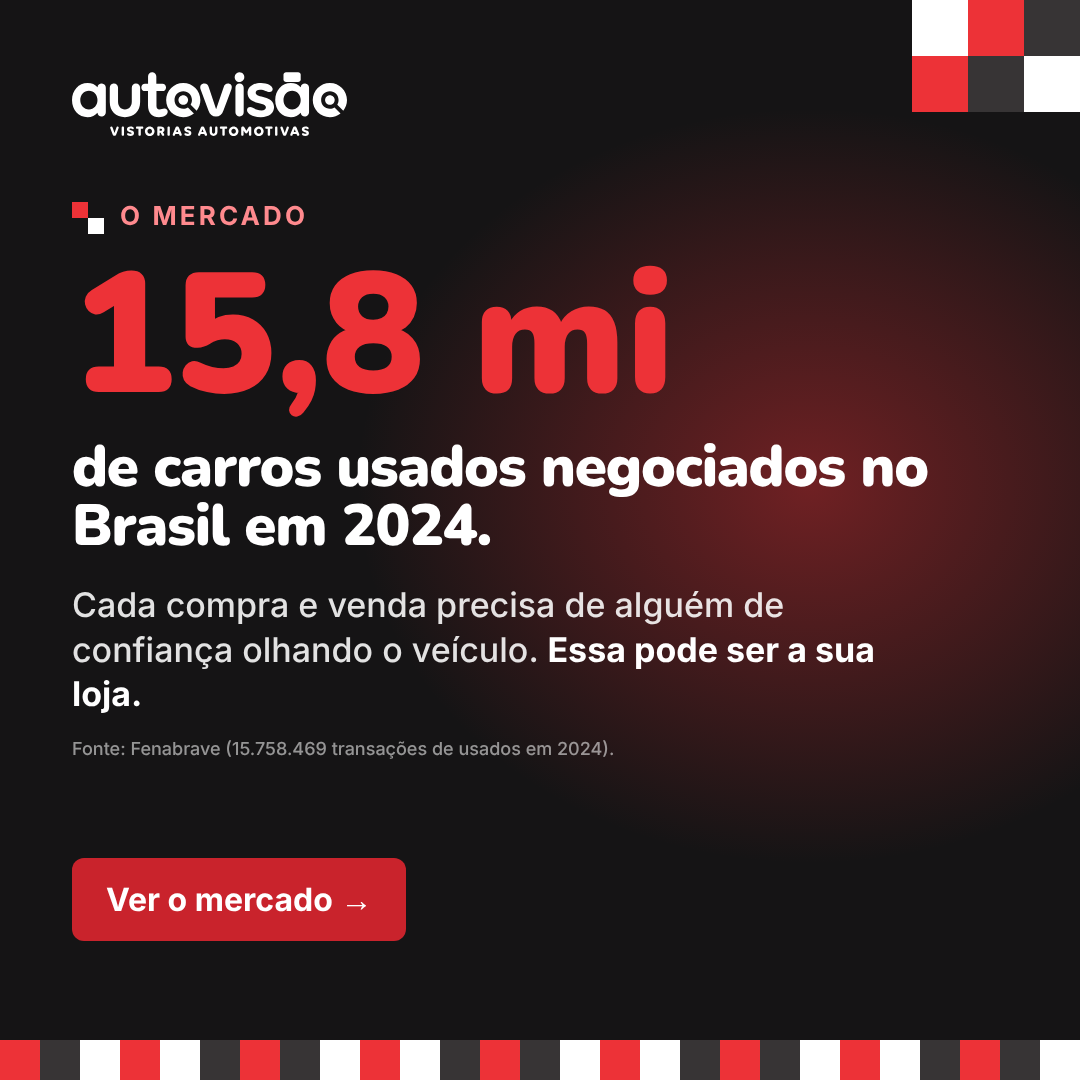 autovisão
VISTORIAS AUTOMOTIVAS
O MERCADO
15,8 mi
de carros usados negociados no
Brasil em 2024.
Cada compra e venda precisa de alguém de
confiança olhando o veículo. Essa pode ser a sua
loja.
Fonte: Fenabrave (15.758.469 transações de usados em 2024).
Ver o mercado →